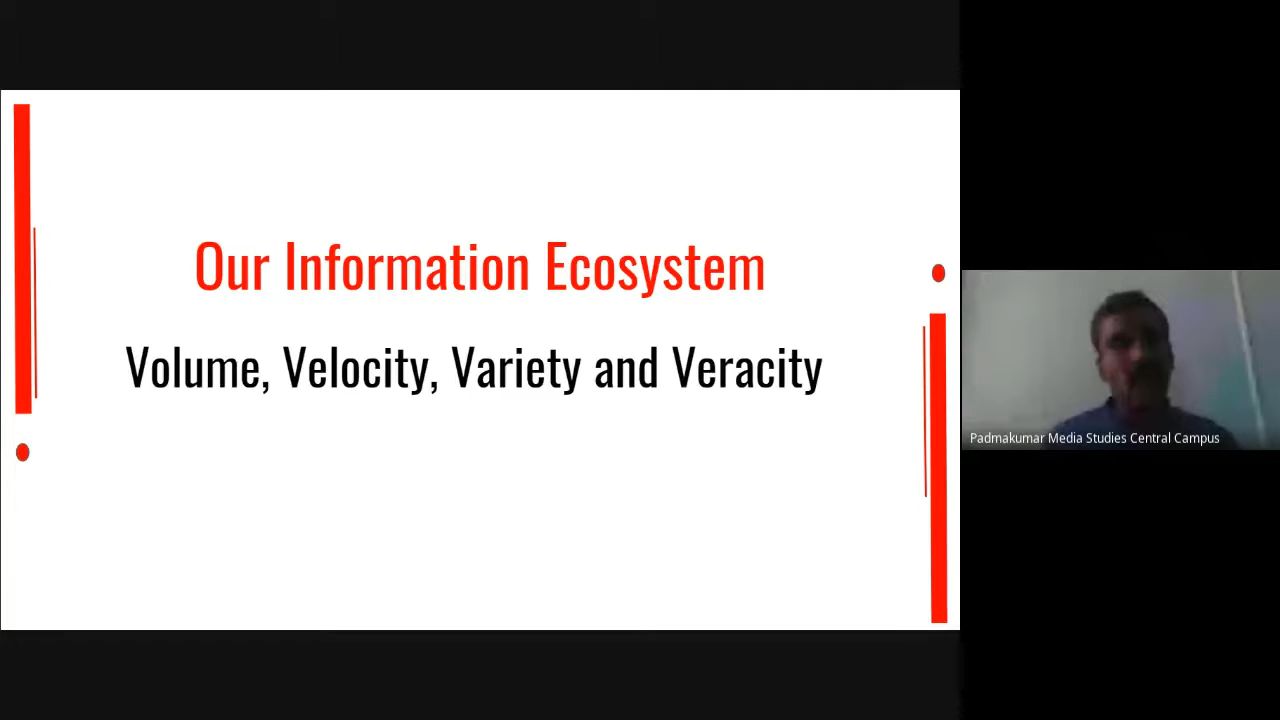 Our Information Ecosystem
Volume, Velocity, Variety and Veracity
Padmakumar Media Studies Central Campus